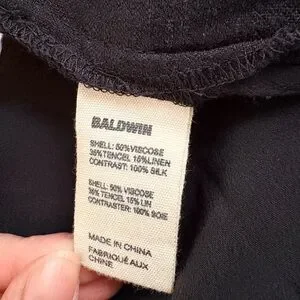 BALDWIN
SHELL: 50% VISCOSE
35% TENCEL 15% LINEN
CONTRAST: 100% SILK
SHELL: 50% VISCOSE
35% TENCEL 15% LIN
CONTRASTER: 100% SOIE
MADE IN CHINA
FABRIQUÉ AUX
CHINE